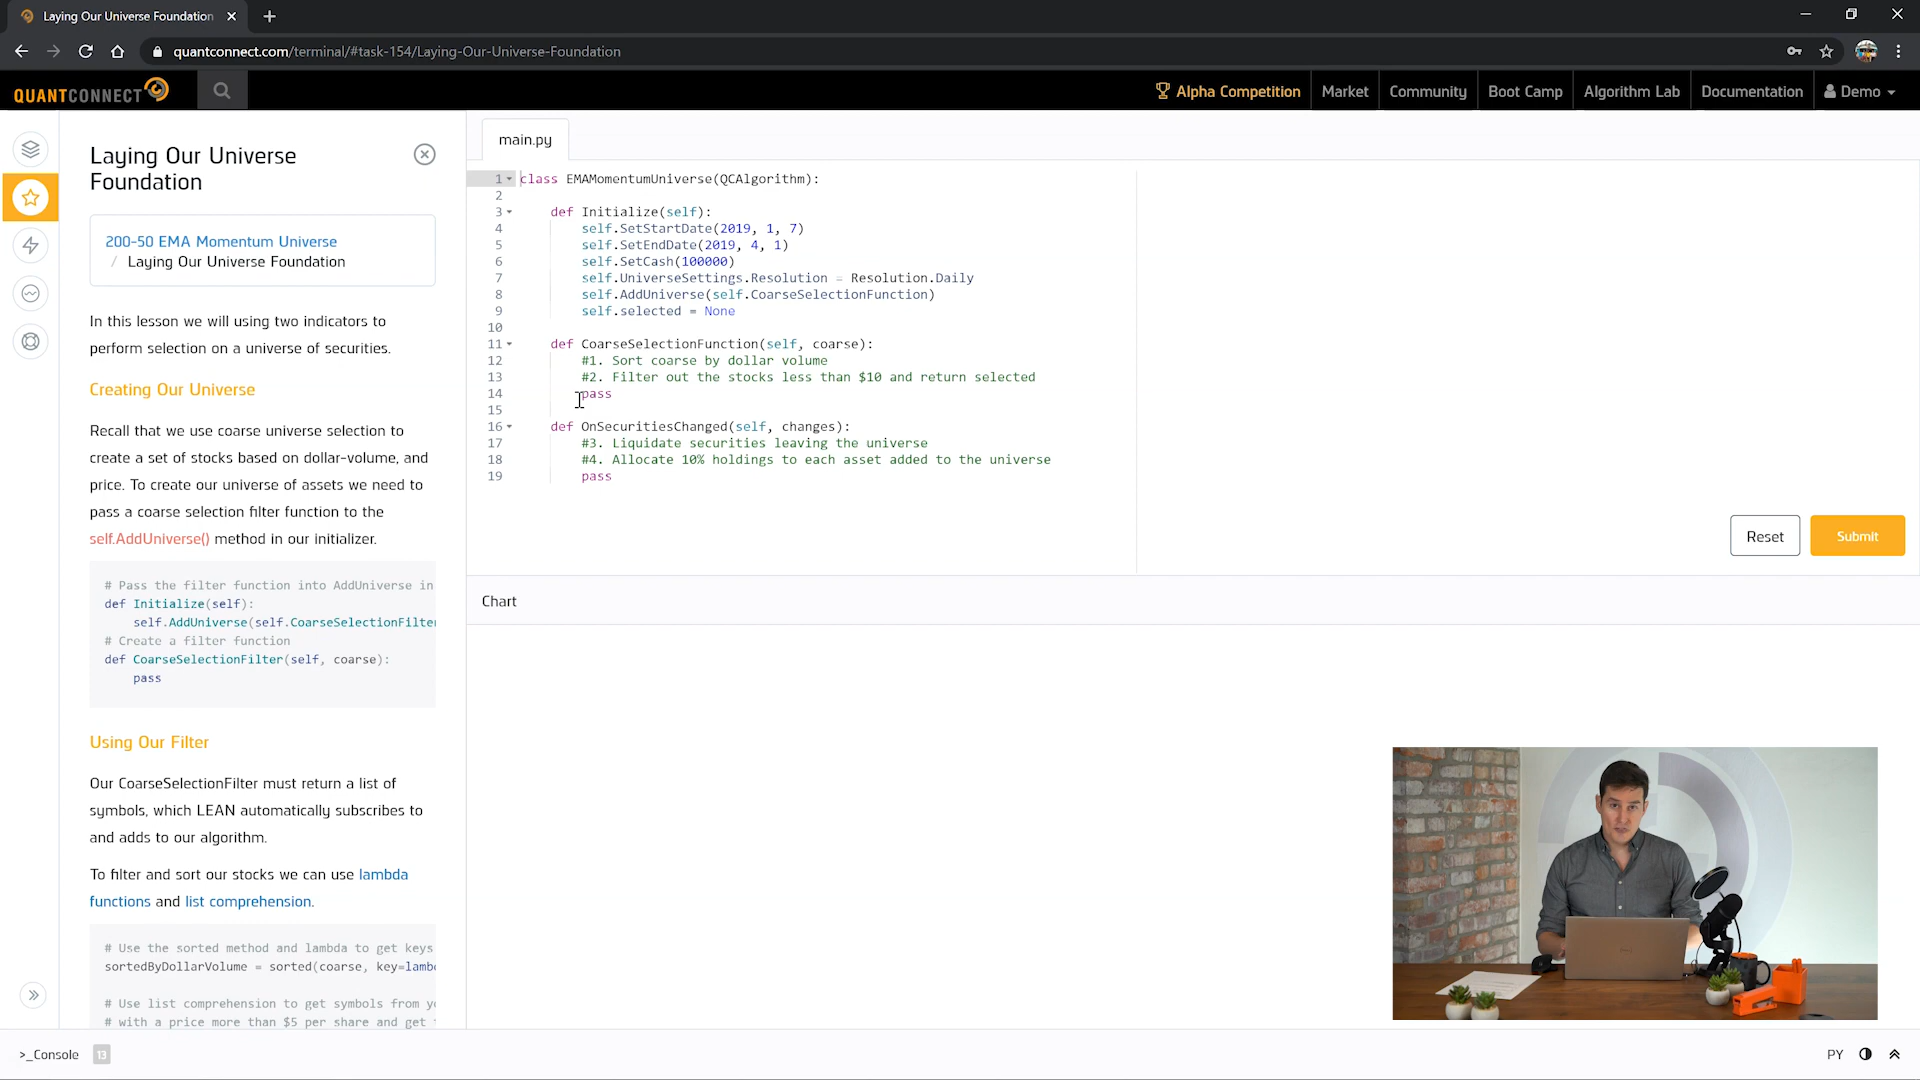 Laying Our Universe Foundation
quantconnect.com/terminal/#task-154/Laying-Our-Universe-Foundation
QUANTCONNECT
Alpha Competition
Market
Community
Boot Camp
Algorithm Lab
Documentation
Demo
Laying Our Universe
Foundation
200-50 EMA Momentum Universe
/ Laying Our Universe Foundation
In this lesson we will using two indicators to
perform selection on a universe of securities.
Creating Our Universe
Recall that we use coarse universe selection to
create a set of stocks based on dollar-volume, and
price. To create our universe of assets we need to
pass a coarse selection filter function to the
self.AddUniverse() method in our initializer.
# Pass the filter function into AddUniverse in
def Initialize(self):
self.AddUniverse(self.CoarseSelectionFilter
# Create a filter function
def CoarseSelectionFilter(self, coarse):
pass
Using Our Filter
Our CoarseSelectionFilter must return a list of
symbols, which LEAN automatically subscribes to
and adds to our algorithm.
To filter and sort our stocks we can use lambda
functions and list comprehension.
# Use the sorted method and lambda to get keys
sortedByDollarVolume = sorted(coarse, key=lambd
# Use list comprehension to get symbols from yo
# with a price more than $5 per share and get
main.py
1 class EMAMomentumUniverse(QCAlgorithm):
2
3 def Initialize(self):
4 self.SetStartDate(2019, 1, 7)
5 self.SetEndDate(2019, 4, 1)
6 self.SetCash(100000)
7 self.UniverseSettings.Resolution = Resolution.Daily
8 self.AddUniverse(self.CoarseSelectionFunction)
9 self.selected = None
10
11 def CoarseSelectionFunction(self, coarse):
12 #1. Sort coarse by dollar volume
13 #2. Filter out the stocks less than $10 and return selected
14 pass
15
16 def OnSecuritiesChanged(self, changes):
17 #3. Liquidate securities leaving the universe
18 #4. Allocate 10% holdings to each asset added to the universe
19 pass
Reset
Submit
Chart
>_Console 13
PY